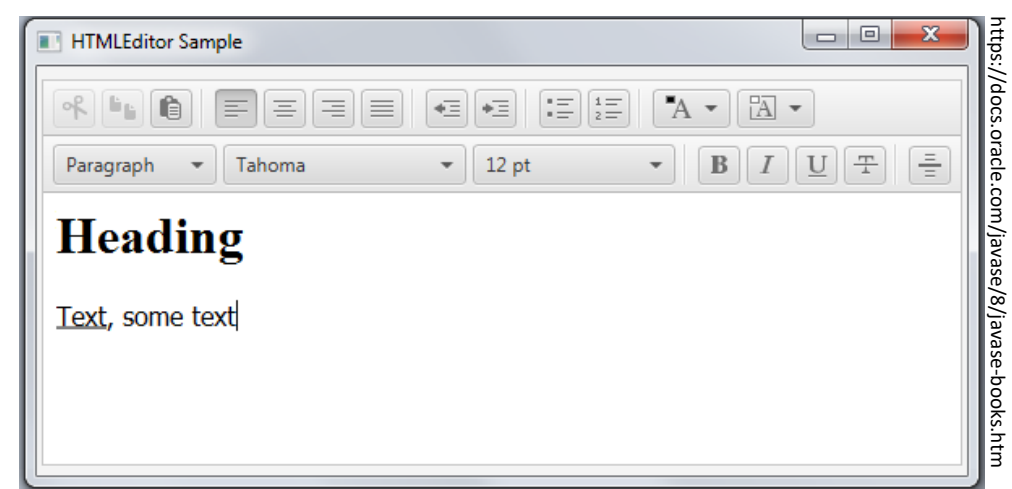 HTMLEditor Sample
Paragraph Tahoma 12 pt B I U T
Heading
Text, some text
https://docs.oracle.com/javase/8/javase-books.htm